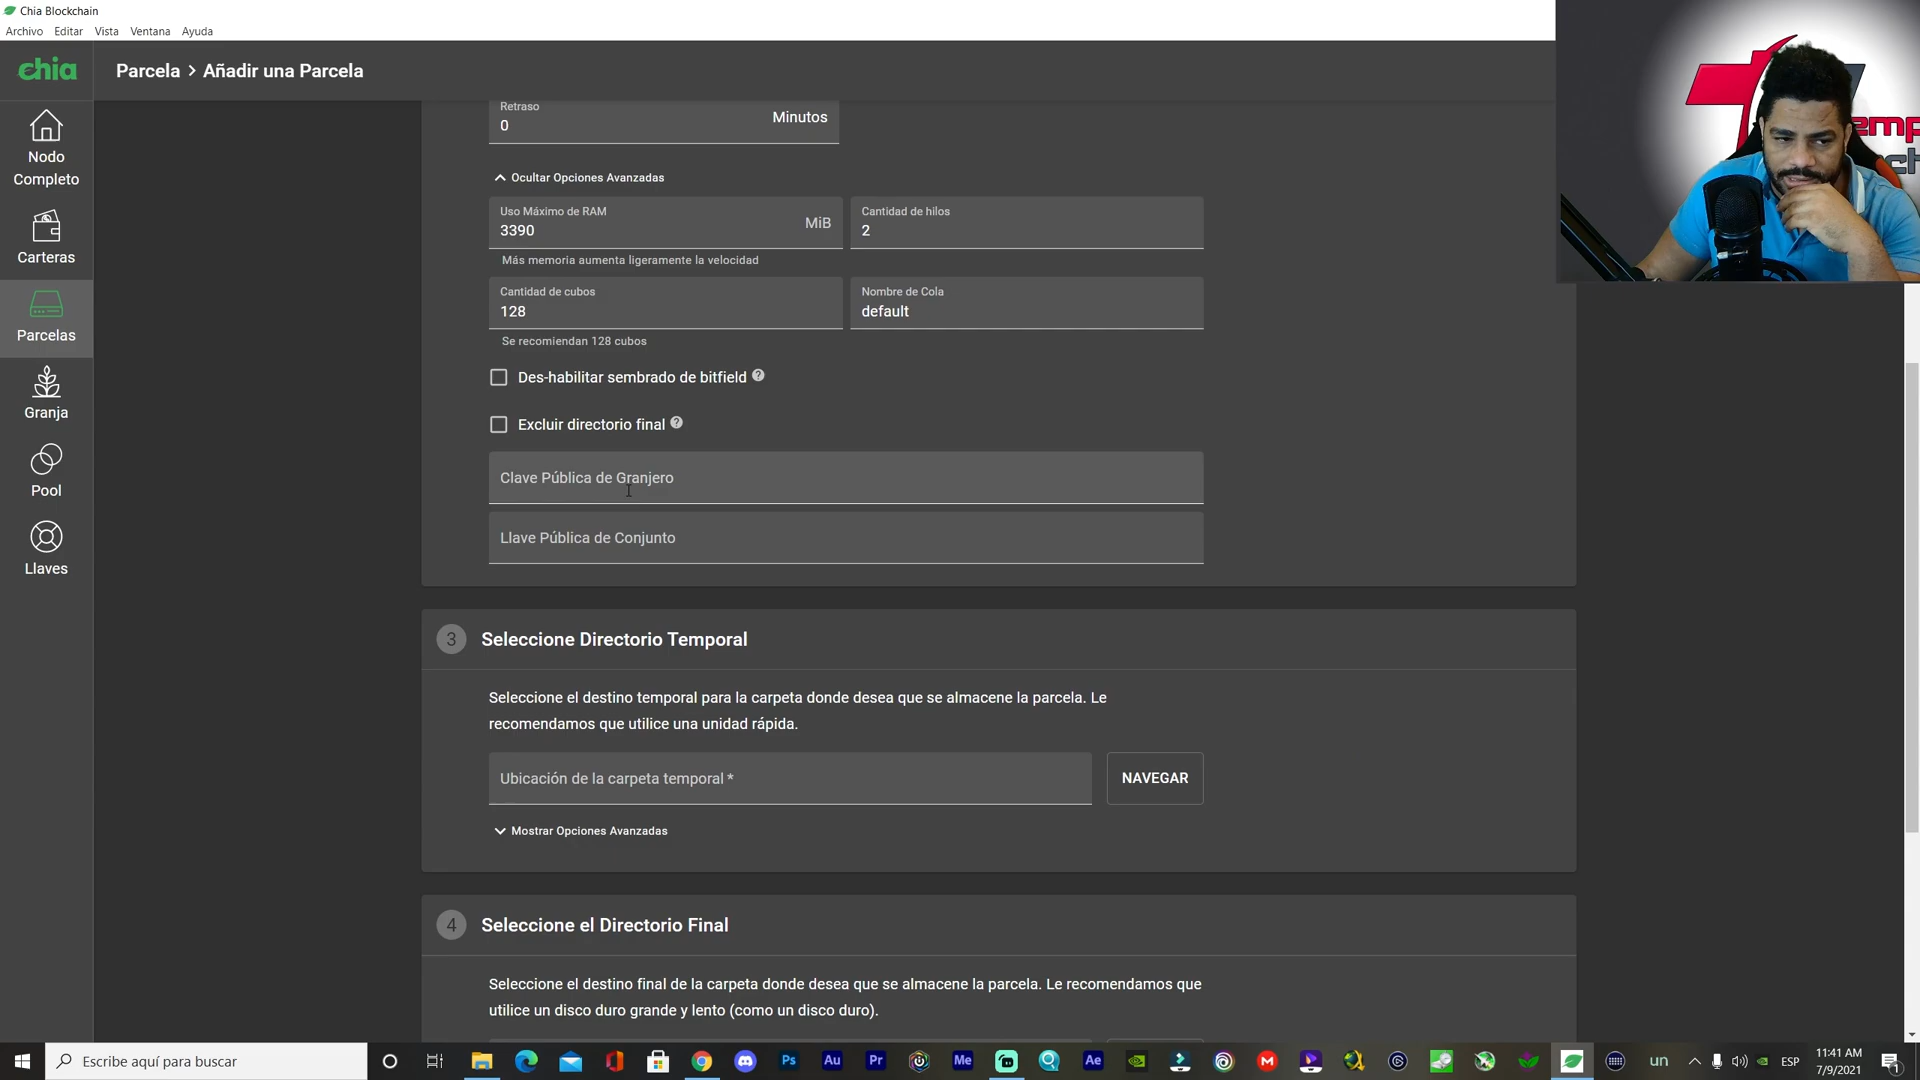 Chia Blockchain
Archivo Editar Vista Ventana Ayuda
chia
Parcela > Añadir una Parcela
Nodo
Completo
Carteras
Parcelas
Granja
Pool
Llaves
Retraso
0
Minutos
Ocultar Opciones Avanzadas
Uso Máximo de RAM
3390
MiB
Cantidad de hilos
2
Más memoria aumenta ligeramente la velocidad
Cantidad de cubos
128
Nombre de Cola
default
Se recomiendan 128 cubos
Des-habilitar sembrado de bitfield ?
Excluir directorio final ?
Clave Pública de Granjero
Llave Pública de Conjunto
3 Seleccione Directorio Temporal
Seleccione el destino temporal para la carpeta donde desea que se almacene la parcela. Le
recomendamos que utilice una unidad rápida.
Ubicación de la carpeta temporal *
NAVEGAR
Mostrar Opciones Avanzadas
4 Seleccione el Directorio Final
Seleccione el destino final de la carpeta donde desea que se almacene la parcela. Le recomendamos que
utilice un disco duro grande y lento (como un disco duro).
Escribe aquí para buscar
Ps Au Pr Me Ae
un
ESP
11:41 AM
7/9/2021
1